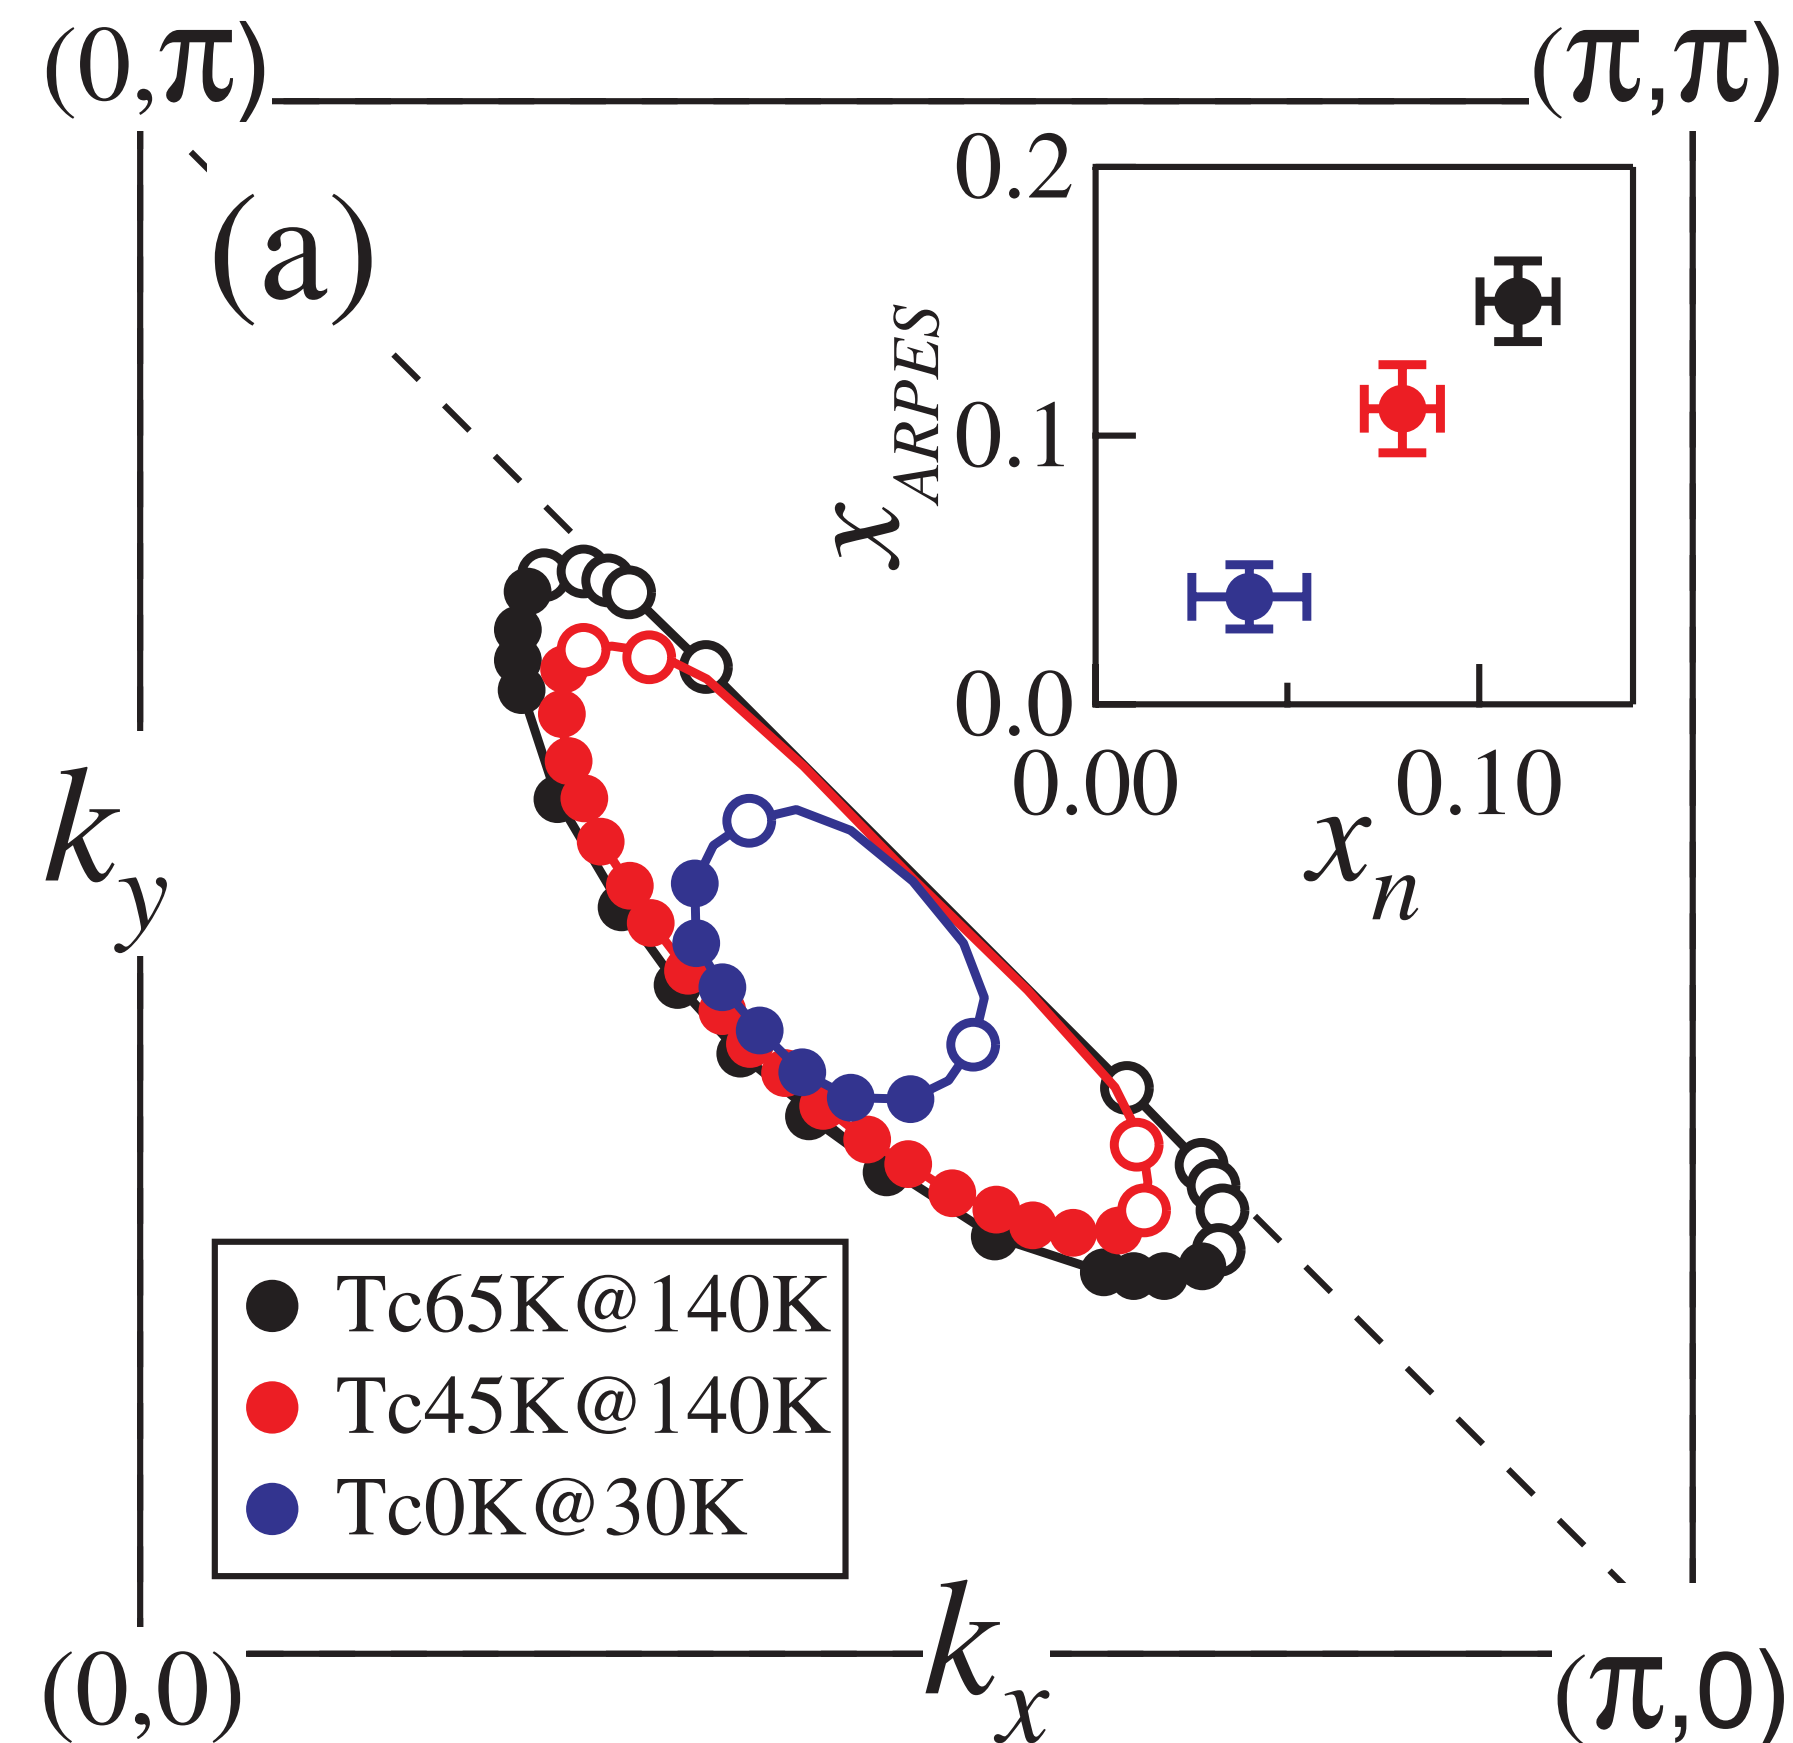 (0,π)
(π,π)
(a)
0.2
0.1
0.0
x_ARPES
0.00
0.10
x_n
k_y
Tc65K@140K
Tc45K@140K
Tc0K@30K
(0,0)
k_x
(π,0)